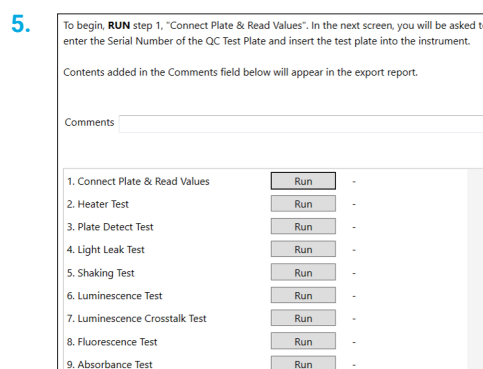 5.
To begin, RUN step 1, "Connect Plate & Read Values". In the next screen, you will be asked
enter the Serial Number of the QC Test Plate and insert the test plate into the instrument.
Contents added in the Comments field below will appear in the export report.
Comments
1. Connect Plate & Read Values Run -
2. Heater Test Run -
3. Plate Detect Test Run -
4. Light Leak Test Run -
5. Shaking Test Run -
6. Luminescence Test Run -
7. Luminescence Crosstalk Test Run -
8. Fluorescence Test Run -
9. Absorbance Test Run -